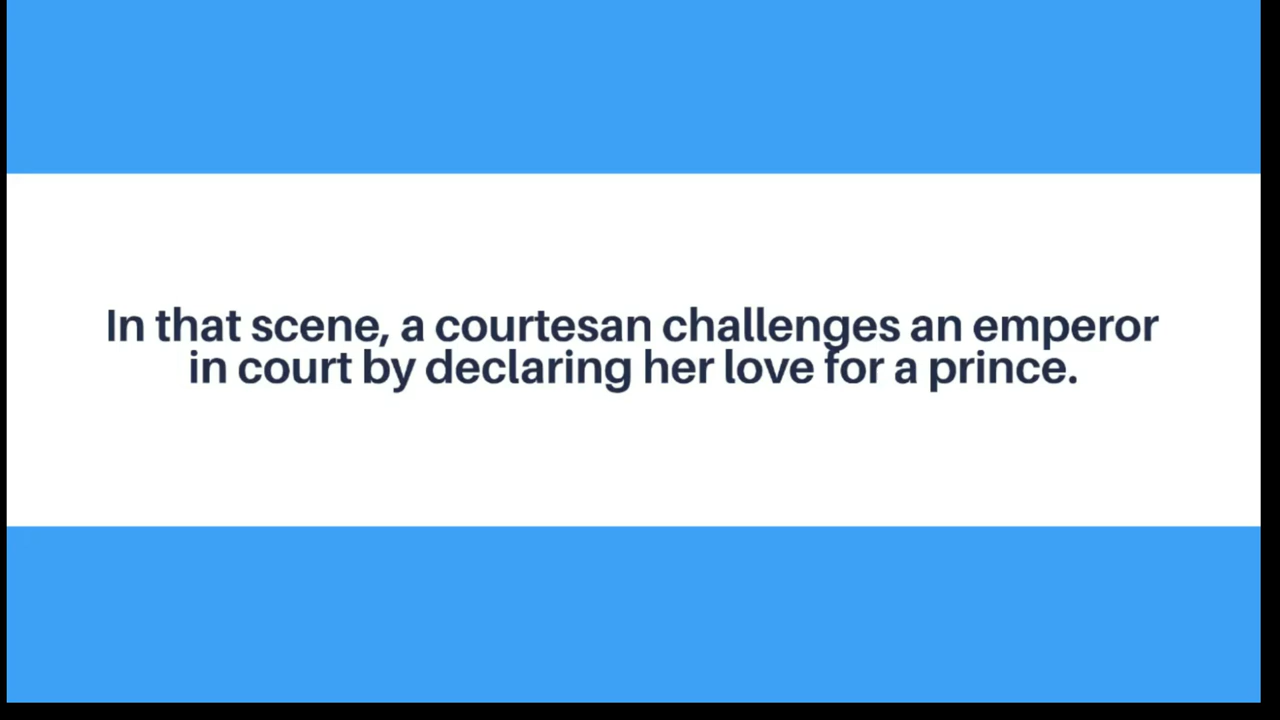 In that scene, a courtesan challenges an emperor
in court by declaring her love for a prince.